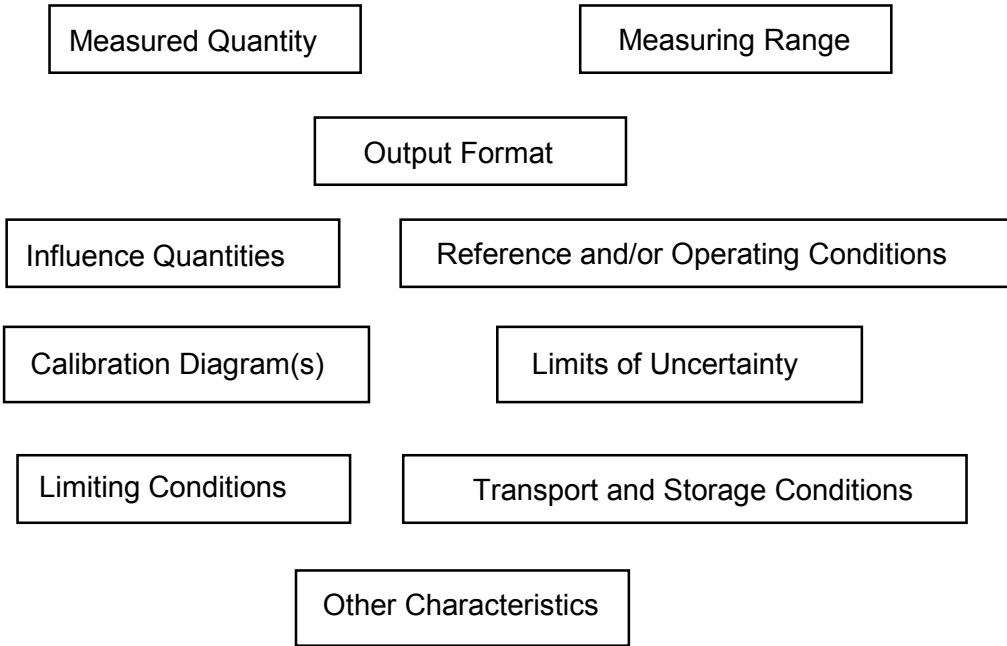 Measured Quantity
Measuring Range
Output Format
Influence Quantities
Reference and/or Operating Conditions
Calibration Diagram(s)
Limits of Uncertainty
Limiting Conditions
Transport and Storage Conditions
Other Characteristics